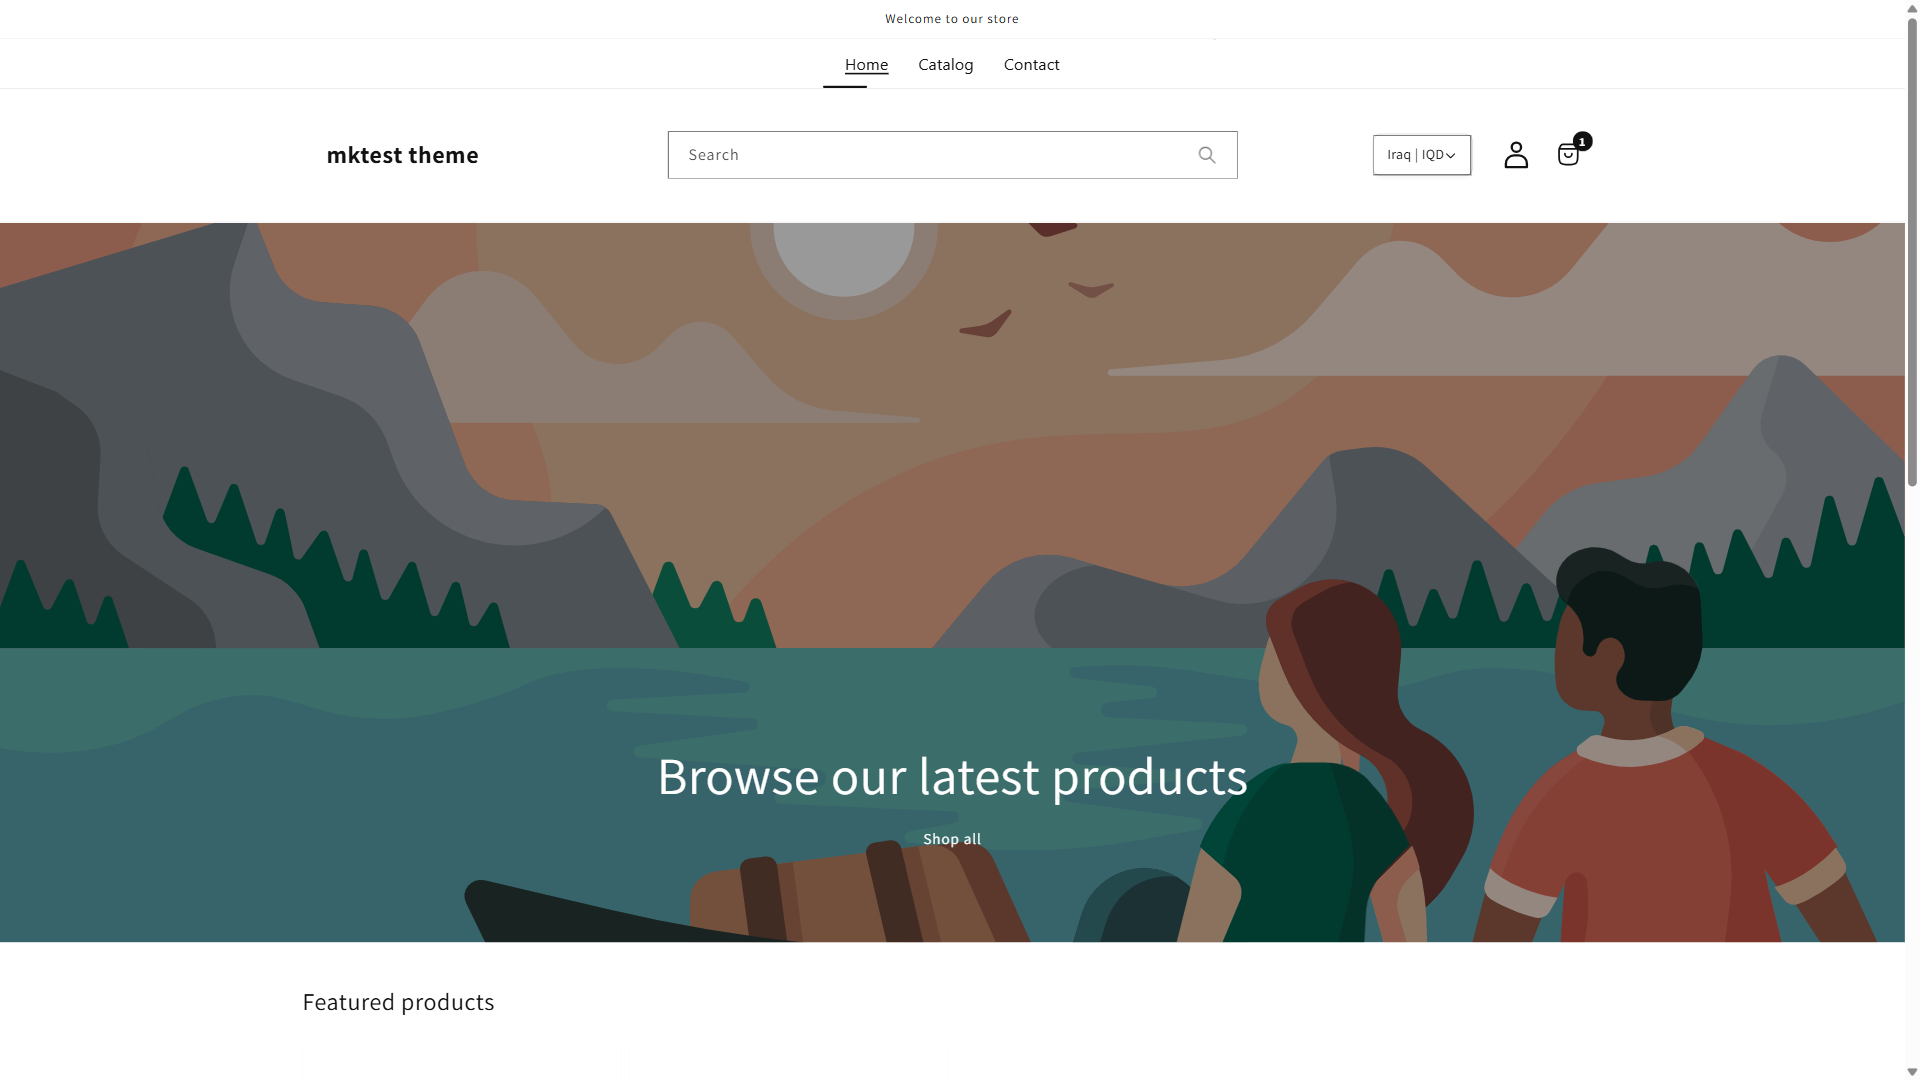 Welcome to our store
Home Catalog Contact
mktest theme
Search
Iraq | IQD
1
Browse our latest products
Shop all
Featured products